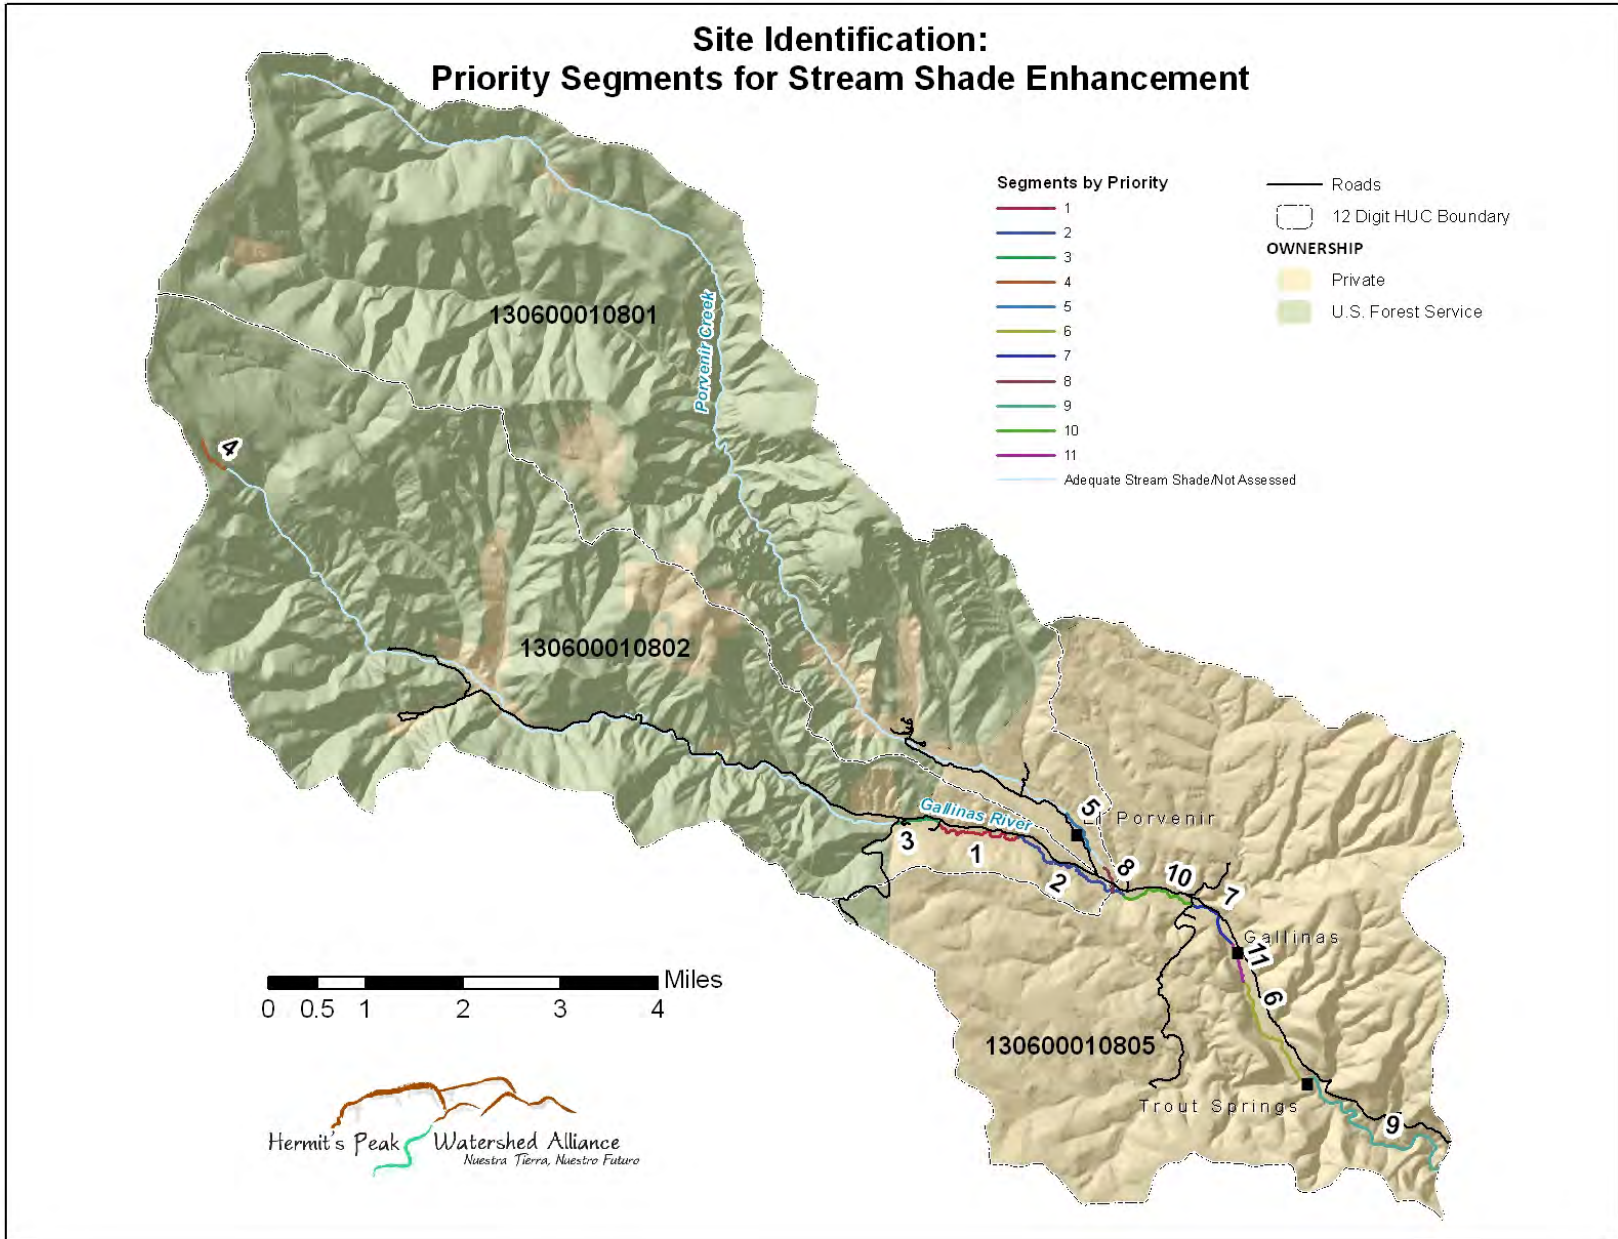 Site Identification:
Priority Segments for Stream Shade Enhancement
Segments by Priority
1
2
3
4
5
6
7
8
9
10
11
Adequate Stream Shade/Not Assessed
Roads
12 Digit HUC Boundary
OWNERSHIP
Private
U.S. Forest Service
130600010801
Porvenir Creek
4
130600010802
Gallinas River
5
El Porvenir
3
1
2
8
10
7
Gallinas
11
6
130600010805
Trout Springs
9
Miles
0 0.5 1 2 3 4
Hermit's Peak Watershed Alliance
Nuestra Tierra, Nuestro Futuro